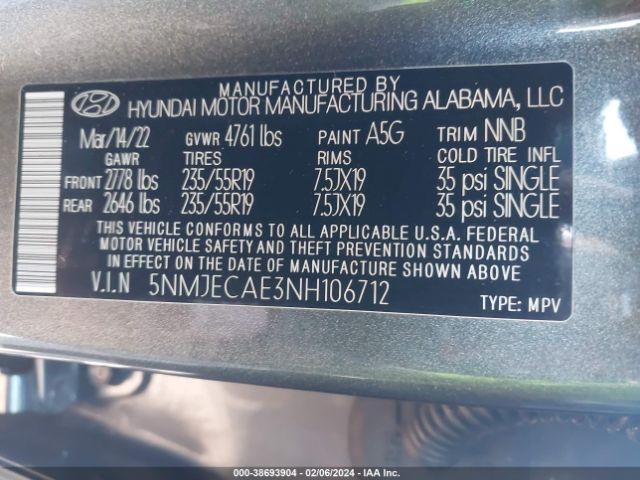 MANUFACTURED BY
HYUNDAI MOTOR MANUFACTURING ALABAMA, LLC
Mar/14/22 GVWR 4761 lbs PAINT A5G TRIM NNB
GAWR TIRES RIMS COLD TIRE INFL
FRONT 2778 lbs 235/55R19 7.5JX19 35 psi SINGLE
REAR 2646 lbs 235/55R19 7.5JX19 35 psi SINGLE
THIS VEHICLE CONFORMS TO ALL APPLICABLE U.S.A. FEDERAL
MOTOR VEHICLE SAFETY AND THEFT PREVENTION STANDARDS
IN EFFECT ON THE DATE OF MANUFACTURE SHOWN ABOVE
V.I.N 5NMJECAE3NH106712
TYPE: MPV
0-38693904 - 02/06/2024 - IAA Inc.